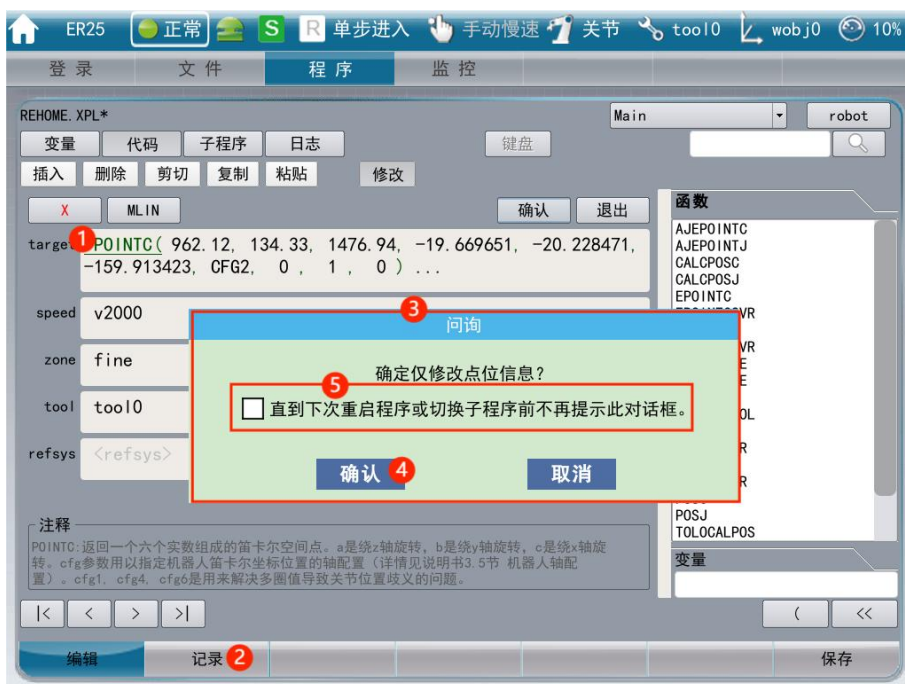 ER25 正常 S R 单步进入 手动慢速 关节 tool0 wobj0 10%
登录 文件 程序 监控
REHOME.XPL* Main robot
变量 代码 子程序 日志 键盘
插入 删除 剪切 复制 粘贴 修改
函数
X MLIN 确认 退出
AJEPOINTC
AJEPOINTJ
CALCPOSC
CALCPOSJ
EPOINTC
target 1 POINTC( 962.12, 134.33, 1476.94, -19.669651, -20.228471,
-159.913423, CFG2, 0 , 1 , 0 ) ...
speed v2000
3
问询
VR
VR
E
E
zone fine
确定仅修改点位信息?
5
tool tool0
直到下次重启程序或切换子程序前不再提示此对话框。
OL
refsys <refsys>
R
确认 4 取消
R
POSJ
TOLOCALPOS
注释
POINTC:返回一个六个实数组成的笛卡尔空间点。a是绕z轴旋转，b是绕y轴旋转，c是绕x轴旋
转。cfg参数用以指定机器人笛卡尔坐标位置的轴配置（详情见说明书3.5节 机器人轴配
置）。cfg1、cfg4、cfg6是用来解决多圈值导致关节位置歧义的问题。
变量
|< < > >| ( <<
编辑 记录 2 保存